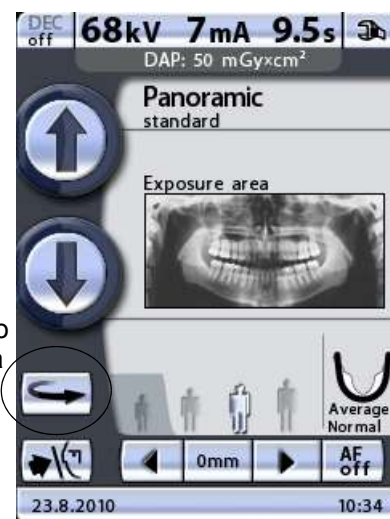 DEC off 68kV 7mA 9.5s
DAP: 50 mGy×cm²
Panoramic
standard
Exposure area
Average
Normal
0mm
AF
off
23.8.2010 10:34